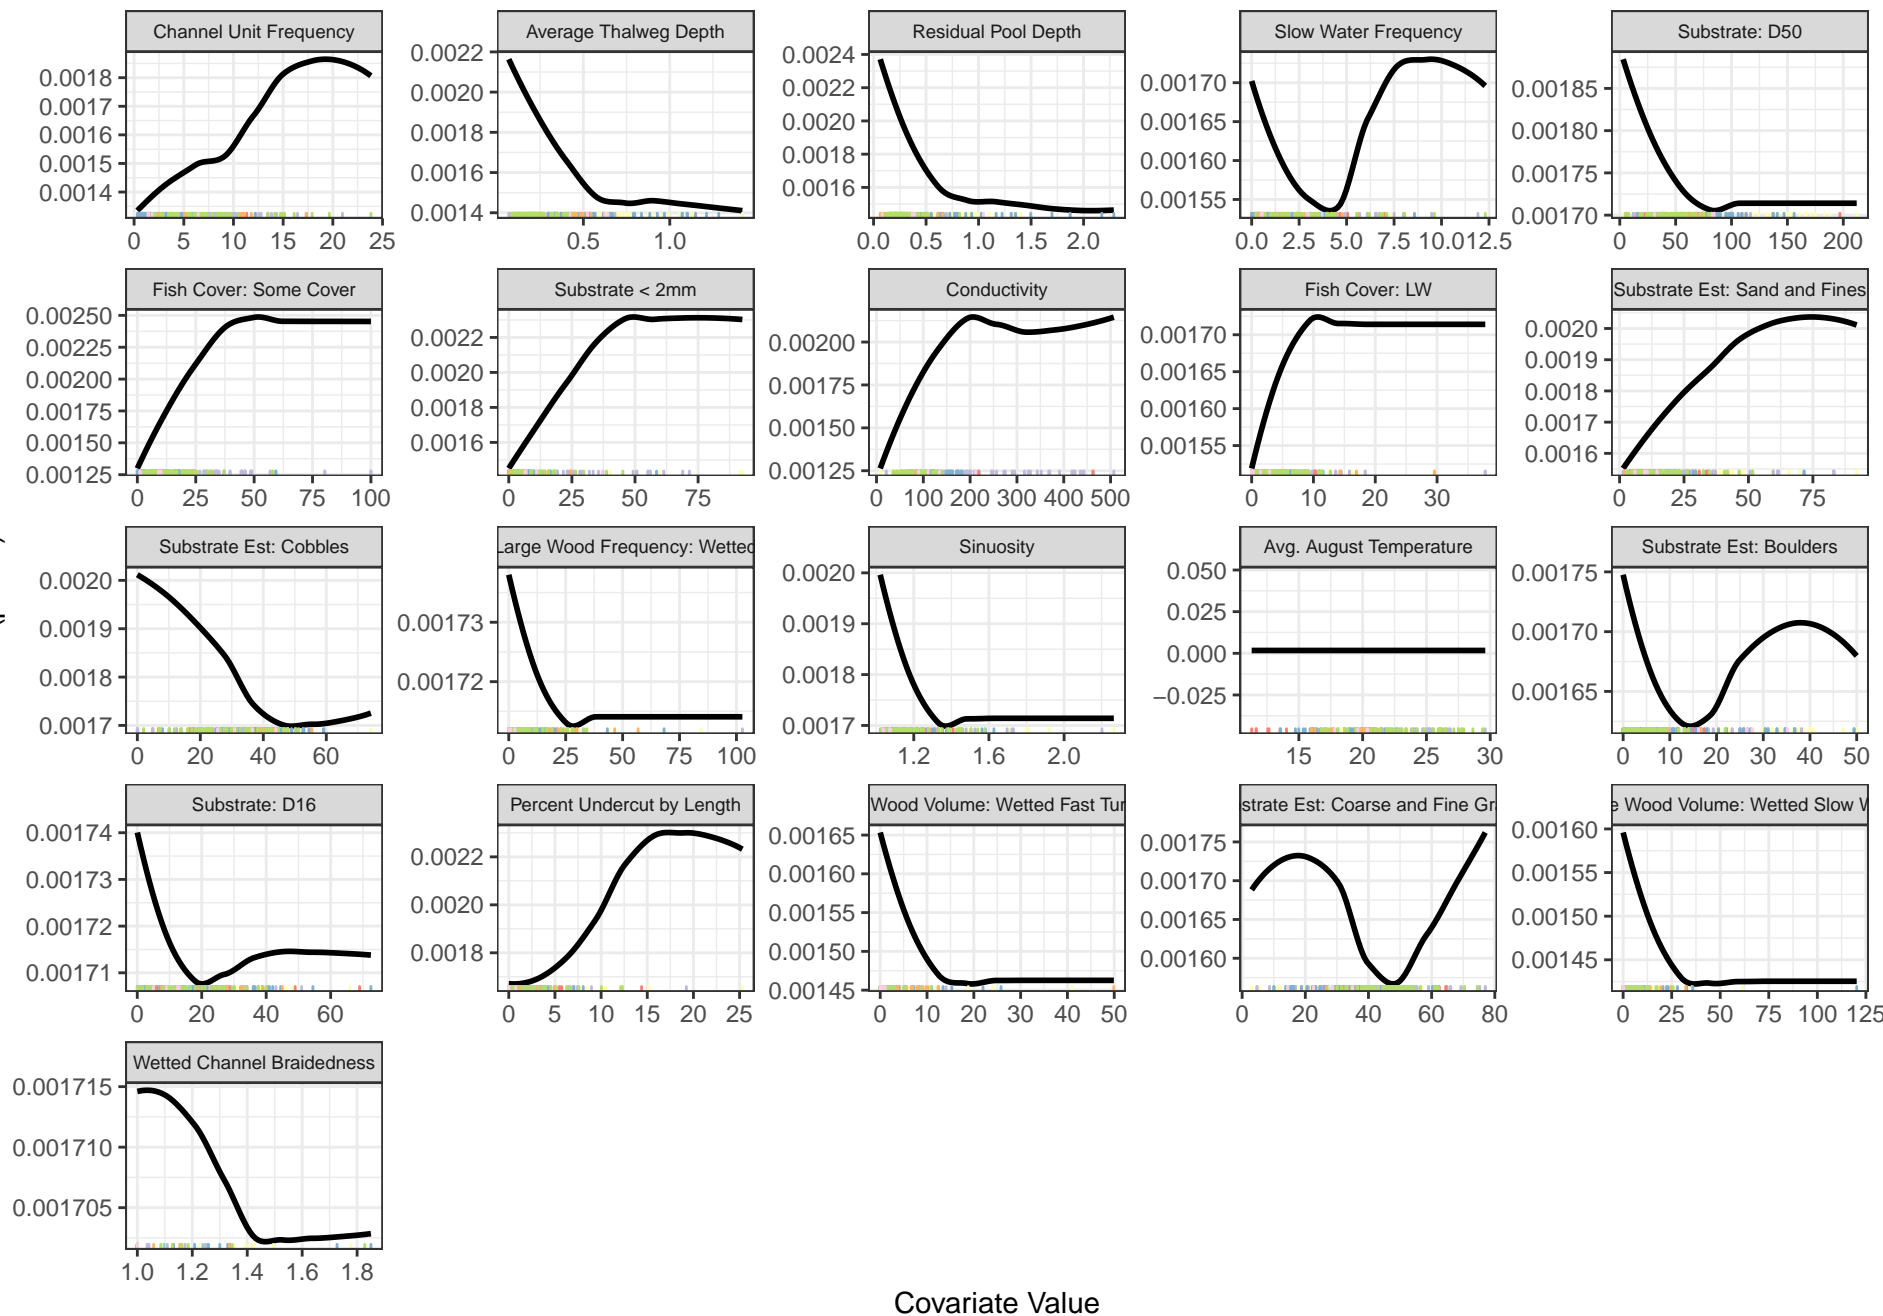 Channel Unit Frequency
0.0018
0.0017
0.0016
0.0015
0.0014
0 5 10 15 20 25
Average Thalweg Depth
0.0022
0.0020
0.0018
0.0016
0.0014
0.5 1.0
Residual Pool Depth
0.0024
0.0022
0.0020
0.0018
0.0016
0.0 0.5 1.0 1.5 2.0
Slow Water Frequency
0.00170
0.00165
0.00160
0.00155
0.0 2.5 5.0 7.5 10.0 12.5
Substrate: D50
0.00185
0.00180
0.00175
0.00170
0 50 100 150 200
Fish Cover: Some Cover
0.00250
0.00225
0.00200
0.00175
0.00150
0.00125
0 25 50 75 100
Substrate < 2mm
0.0022
0.0020
0.0018
0.0016
0 25 50 75
Conductivity
0.00200
0.00175
0.00150
0.00125
0 100 200 300 400 500
Fish Cover: LW
0.00170
0.00165
0.00160
0.00155
0 10 20 30
Substrate Est: Sand and Fines
0.0020
0.0019
0.0018
0.0017
0.0016
0 25 50 75
Substrate Est: Cobbles
0.0020
0.0019
0.0018
0.0017
0 20 40 60
Large Wood Frequency: Wetted
0.00173
0.00172
0 25 50 75 100
Sinuosity
0.0020
0.0019
0.0018
0.0017
1.2 1.6 2.0
Avg. August Temperature
0.050
0.025
0.000
−0.025
15 20 25 30
Substrate Est: Boulders
0.00175
0.00170
0.00165
0 10 20 30 40 50
Substrate: D16
0.00174
0.00173
0.00172
0.00171
0 20 40 60
Percent Undercut by Length
0.0022
0.0020
0.0018
0 5 10 15 20 25
Wood Volume: Wetted Fast Tur
0.00165
0.00160
0.00155
0.00150
0.00145
0 10 20 30 40 50
strate Est: Coarse and Fine Gr
0.00175
0.00170
0.00165
0.00160
0 20 40 60 80
e Wood Volume: Wetted Slow W
0.00160
0.00155
0.00150
0.00145
0 25 50 75 100 125
Wetted Channel Braidedness
0.001715
0.001710
0.001705
1.0 1.2 1.4 1.6 1.8
Covariate Value